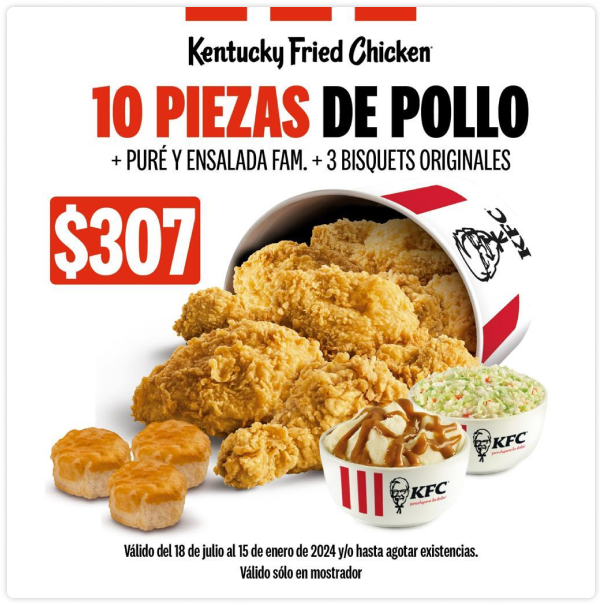 Kentucky Fried Chicken
10 PIEZAS DE POLLO
+ PURÉ Y ENSALADA FAM. + 3 BISQUETS ORIGINALES
$307
KFC
KFC
KFC
Válido del 18 de julio al 15 de enero de 2024 y/o hasta agotar existencias.
Válido sólo en mostrador